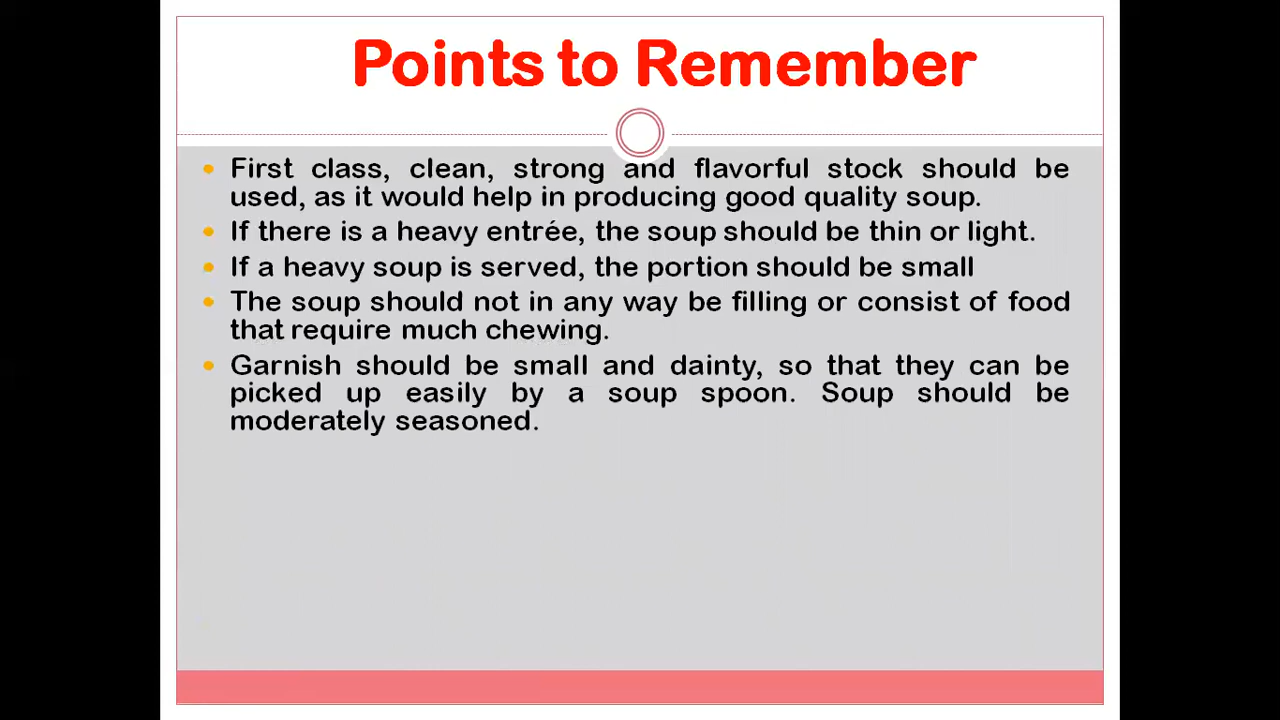 Points to Remember
• First class, clean, strong and flavorful stock should be
used, as it would help in producing good quality soup.
• If there is a heavy entrée, the soup should be thin or light.
• If a heavy soup is served, the portion should be small
• The soup should not in any way be filling or consist of food
that require much chewing.
• Garnish should be small and dainty, so that they can be
picked up easily by a soup spoon. Soup should be
moderately seasoned.